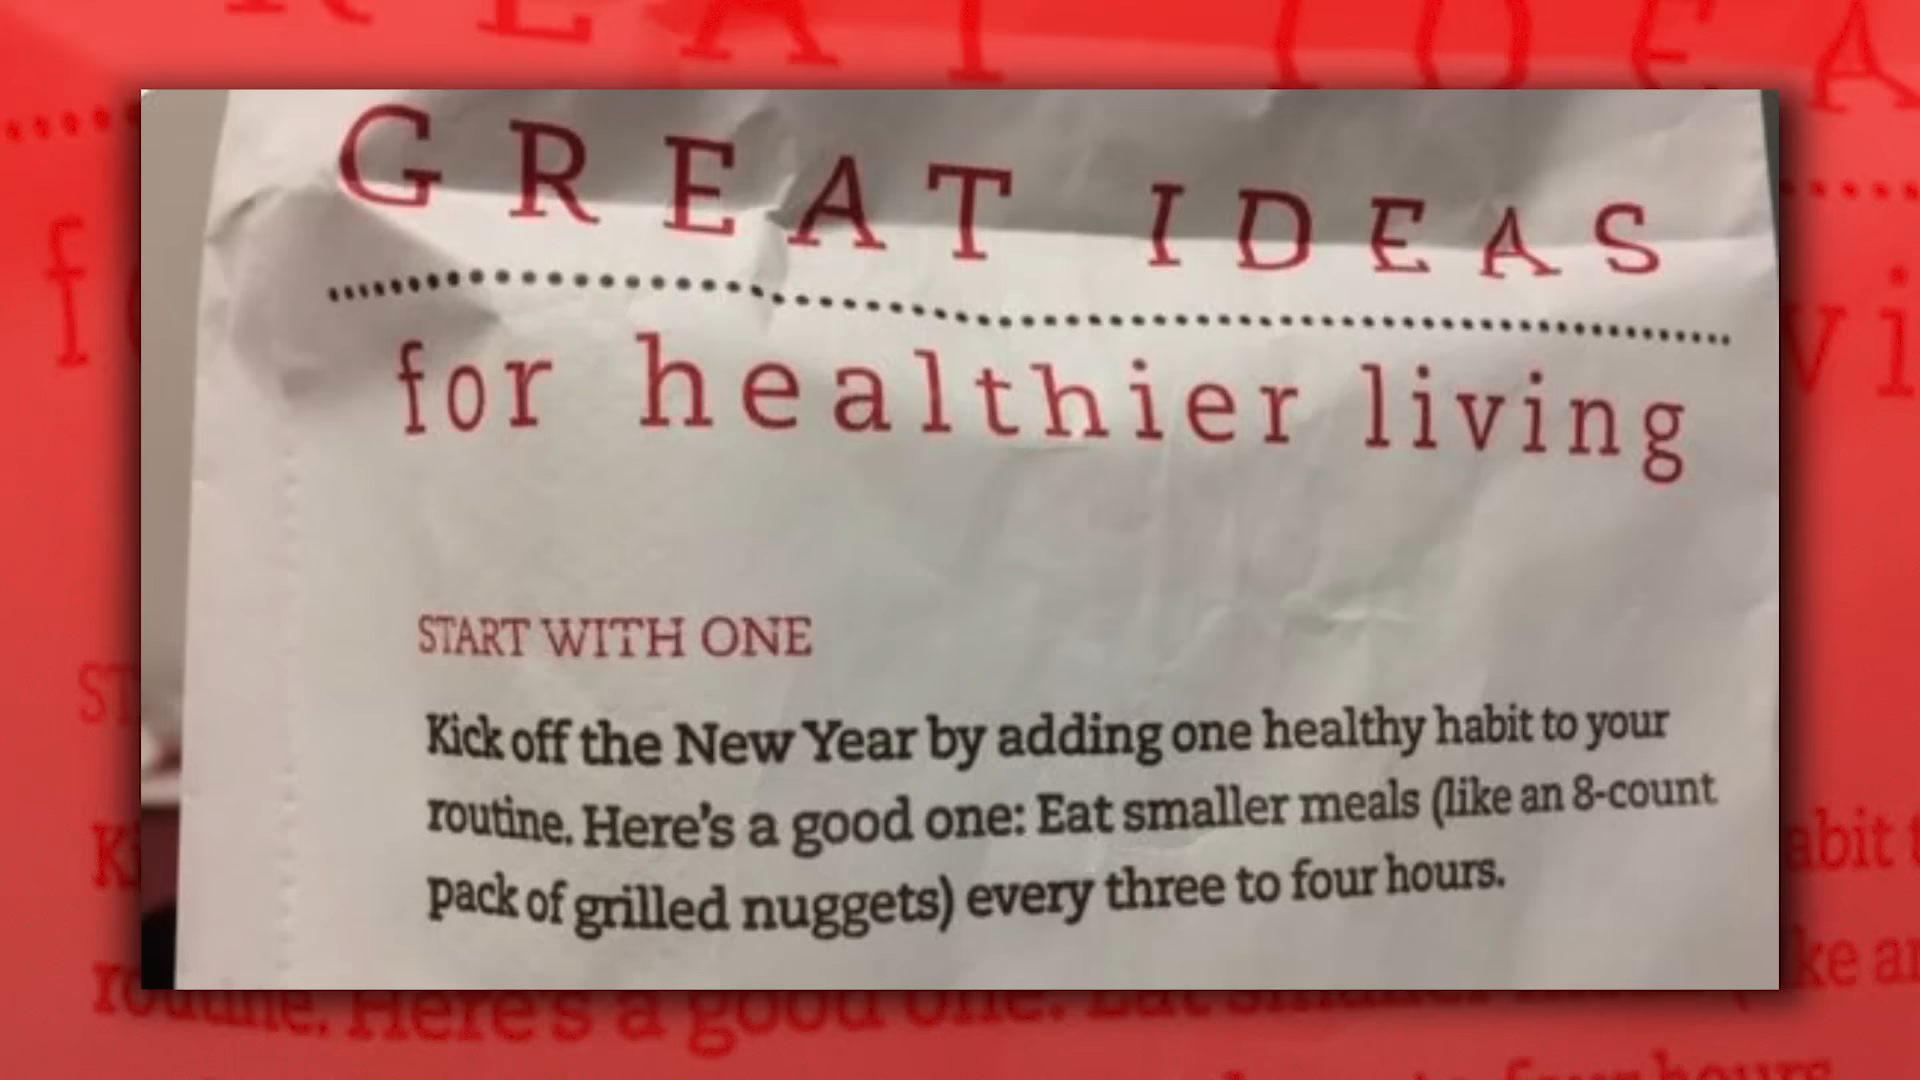 GREAT IDEAS
for healthier living
START WITH ONE
Kick off the New Year by adding one healthy habit to your
routine. Here's a good one: Eat smaller meals (like an 8-count
pack of grilled nuggets) every three to four hours.